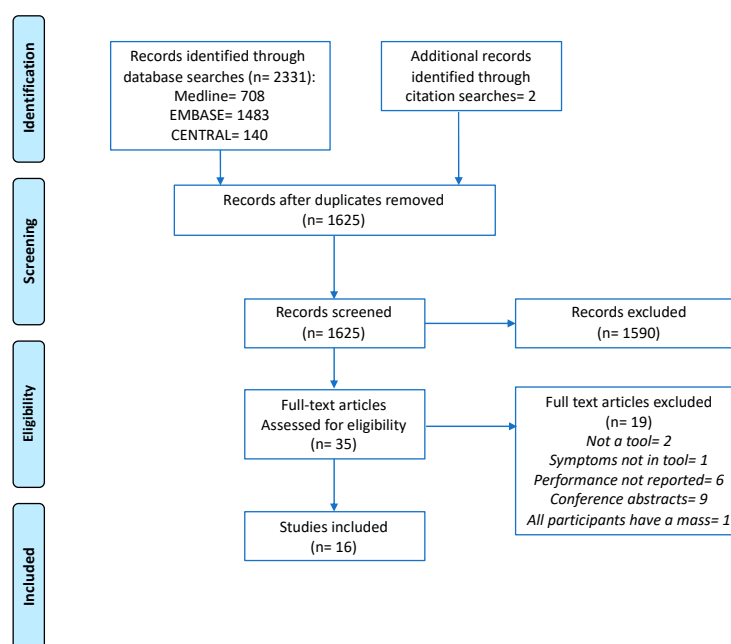 Identification
Records identified through
database searches (n= 2331):
Medline= 708
EMBASE= 1483
CENTRAL= 140
Additional records
identified through
citation searches= 2
Screening
Records after duplicates removed
(n= 1625)
Records screened
(n= 1625)
Records excluded
(n= 1590)
Eligibility
Full-text articles
Assessed for eligibility
(n= 35)
Full text articles excluded
(n= 19)
Not a tool= 2
Symptoms not in tool= 1
Performance not reported= 6
Conference abstracts= 9
All participants have a mass= 1
Included
Studies included
(n= 16)